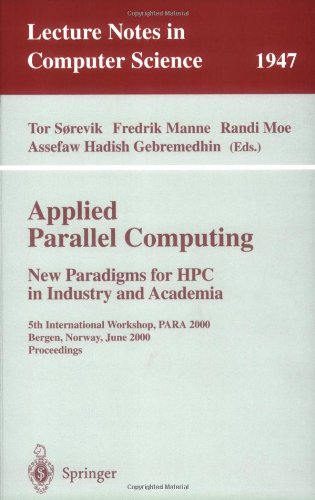 Lecture Notes in
Computer Science 1947
Tor Sørevik Fredrik Manne Randi Moe
Assefaw Hadish Gebremedhin (Eds.)
Applied
Parallel Computing
New Paradigms for HPC
in Industry and Academia
5th International Workshop, PARA 2000
Bergen, Norway, June 2000
Proceedings
Springer